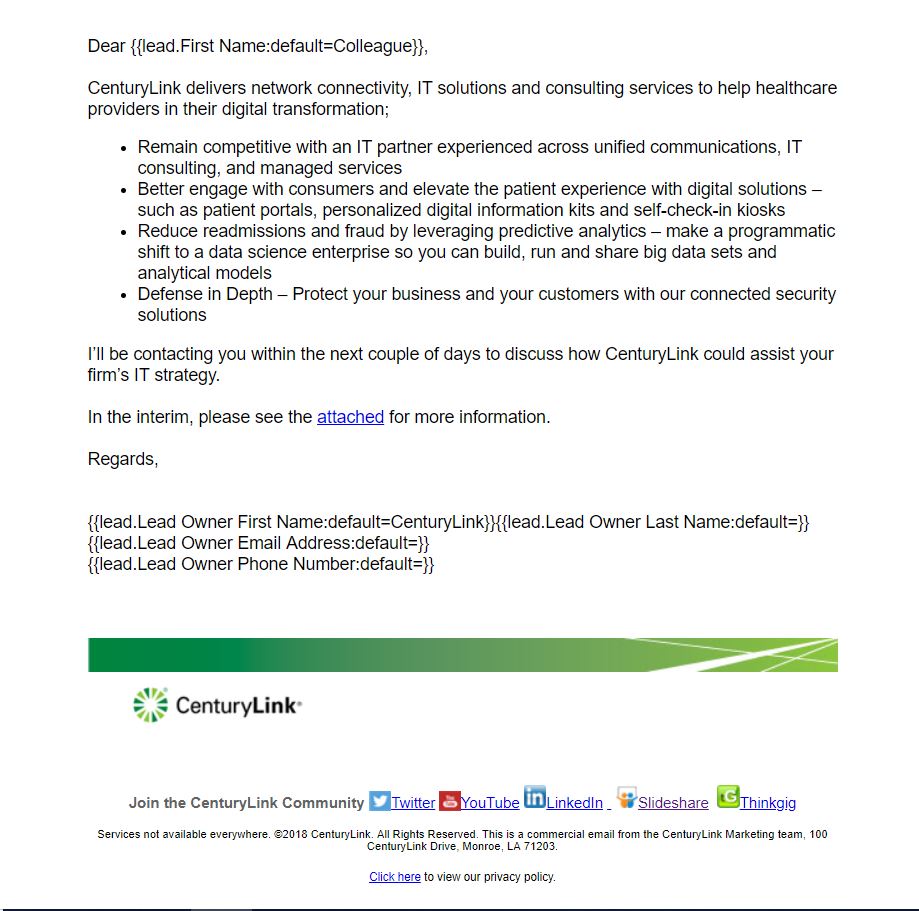 Dear {{lead.First Name:default=Colleague}},
CenturyLink delivers network connectivity, IT solutions and consulting services to help healthcare
providers in their digital transformation;
• Remain competitive with an IT partner experienced across unified communications, IT
consulting, and managed services
• Better engage with consumers and elevate the patient experience with digital solutions –
such as patient portals, personalized digital information kits and self-check-in kiosks
• Reduce readmissions and fraud by leveraging predictive analytics – make a programmatic
shift to a data science enterprise so you can build, run and share big data sets and
analytical models
• Defense in Depth – Protect your business and your customers with our connected security
solutions
I’ll be contacting you within the next couple of days to discuss how CenturyLink could assist your
firm’s IT strategy.
In the interim, please see the attached for more information.
Regards,
{{lead.Lead Owner First Name:default=CenturyLink}}{{lead.Lead Owner Last Name:default=}}
{{lead.Lead Owner Email Address:default=}}
{{lead.Lead Owner Phone Number:default=}}
CenturyLink®
Join the CenturyLink Community Twitter YouTube LinkedIn Slideshare Thinkgig
Services not available everywhere. ©2018 CenturyLink. All Rights Reserved. This is a commercial email from the CenturyLink Marketing team, 100
CenturyLink Drive, Monroe, LA 71203.
Click here to view our privacy policy.